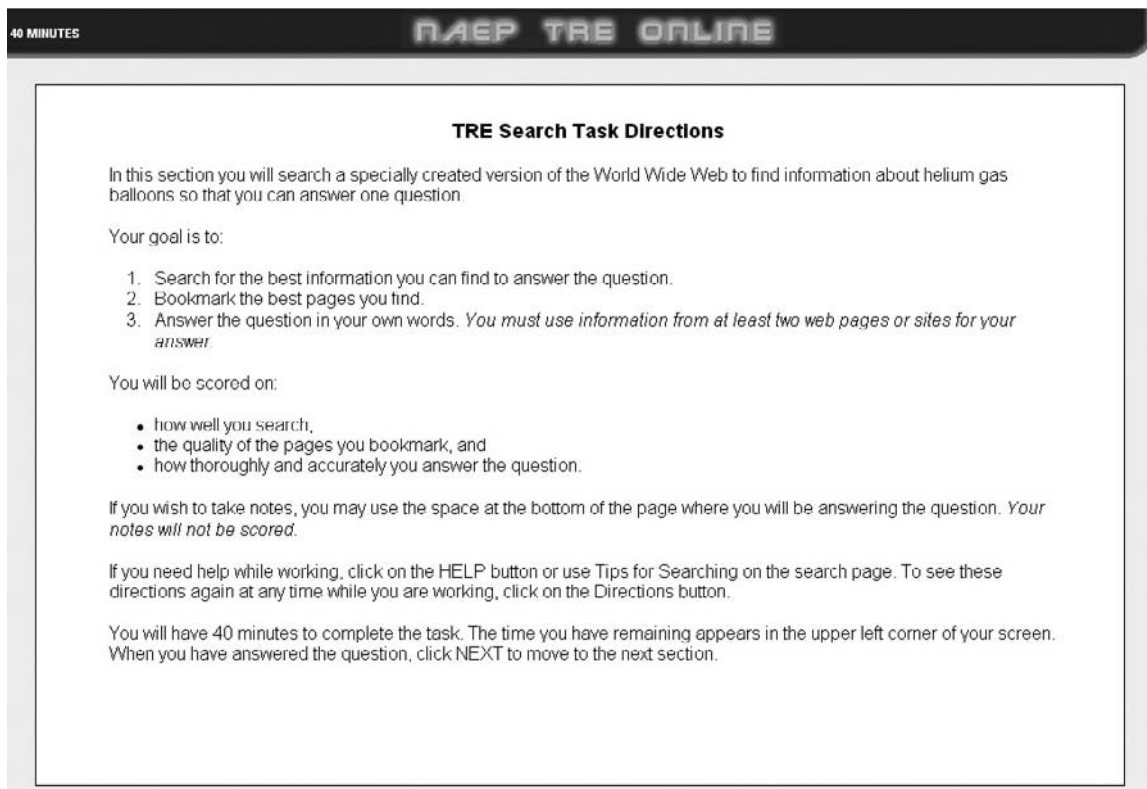 40 MINUTES
NAEP TRE ONLINE
TRE Search Task Directions
In this section you will search a specially created version of the World Wide Web to find information about helium gas
balloons so that you can answer one question.
Your goal is to:
1. Search for the best information you can find to answer the question.
2. Bookmark the best pages you find.
3. Answer the question in your own words. You must use information from at least two web pages or sites for your
answer.
You will be scored on:
• how well you search,
• the quality of the pages you bookmark, and
• how thoroughly and accurately you answer the question.
If you wish to take notes, you may use the space at the bottom of the page where you will be answering the question. Your
notes will not be scored.
If you need help while working, click on the HELP button or use Tips for Searching on the search page. To see these
directions again at any time while you are working, click on the Directions button.
You will have 40 minutes to complete the task. The time you have remaining appears in the upper left corner of your screen.
When you have answered the question, click NEXT to move to the next section.